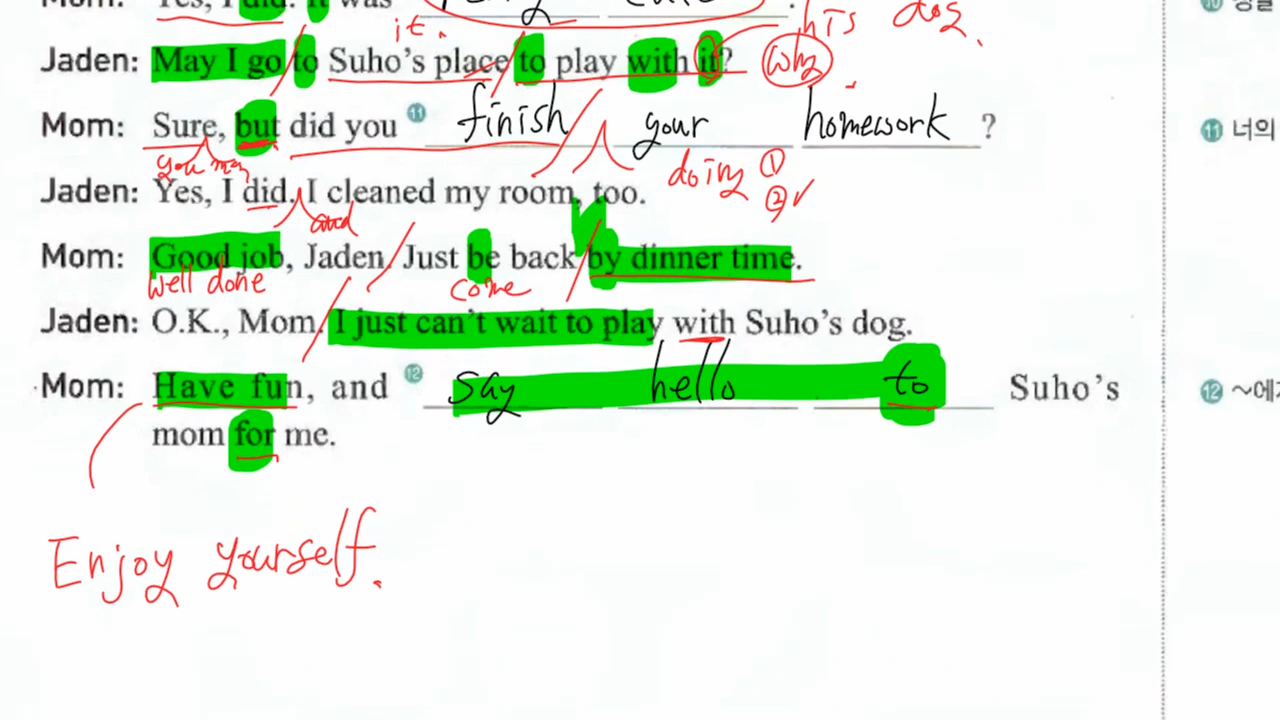 Mom: Yes, I did. It was
it. his dog.
Jaden: May I go to Suho's place to play with it? why
Mom: Sure, but did you ⑪ finish your homework ?
⑪ 너의
you may doing ① ②✓
Jaden: Yes, I did. I cleaned my room, too.
and
Mom: Good job, Jaden. Just be back by dinner time.
well done come
Jaden: O.K., Mom. I just can't wait to play with Suho's dog.
Mom: Have fun, and ⑫ say hello to Suho's
⑫ ~에게
mom for me.
Enjoy yourself.